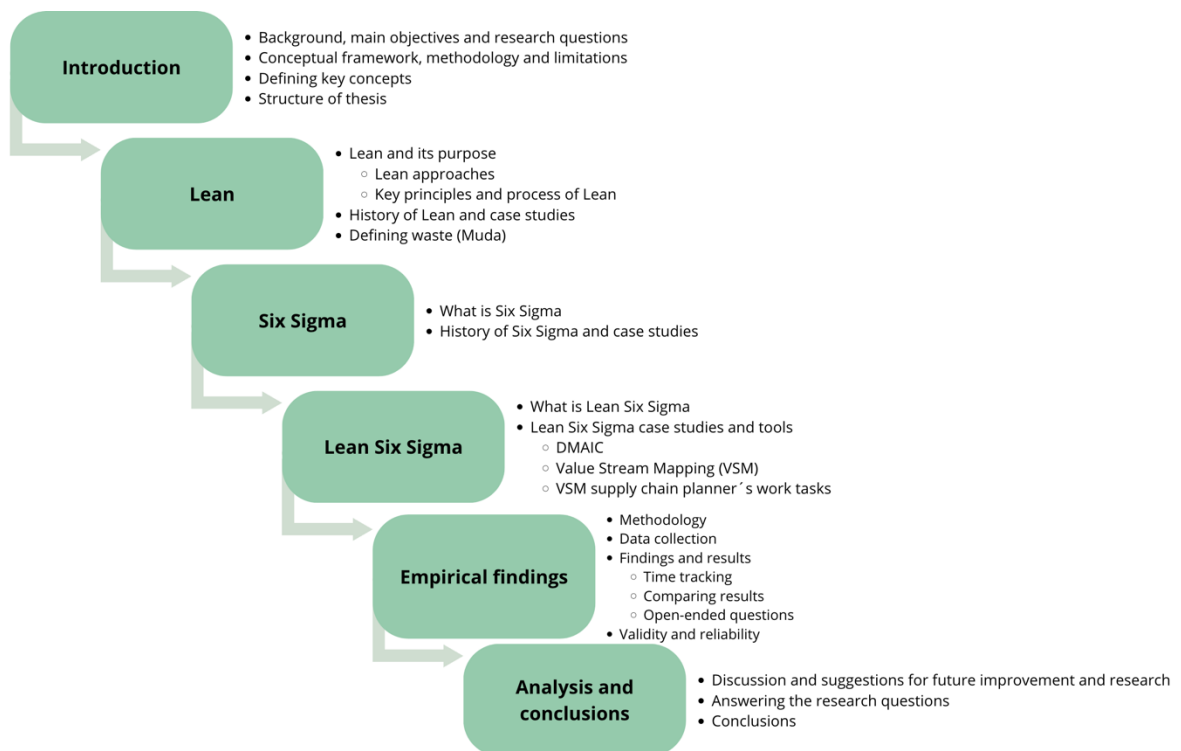 Introduction
• Background, main objectives and research questions
• Conceptual framework, methodology and limitations
• Defining key concepts
• Structure of thesis
Lean
• Lean and its purpose
◦ Lean approaches
◦ Key principles and process of Lean
• History of Lean and case studies
• Defining waste (Muda)
Six Sigma
• What is Six Sigma
• History of Six Sigma and case studies
Lean Six Sigma
• What is Lean Six Sigma
• Lean Six Sigma case studies and tools
◦ DMAIC
◦ Value Stream Mapping (VSM)
◦ VSM supply chain planner´s work tasks
Empirical findings
• Methodology
• Data collection
• Findings and results
◦ Time tracking
◦ Comparing results
◦ Open-ended questions
• Validity and reliability
Analysis and
conclusions
• Discussion and suggestions for future improvement and research
• Answering the research questions
• Conclusions